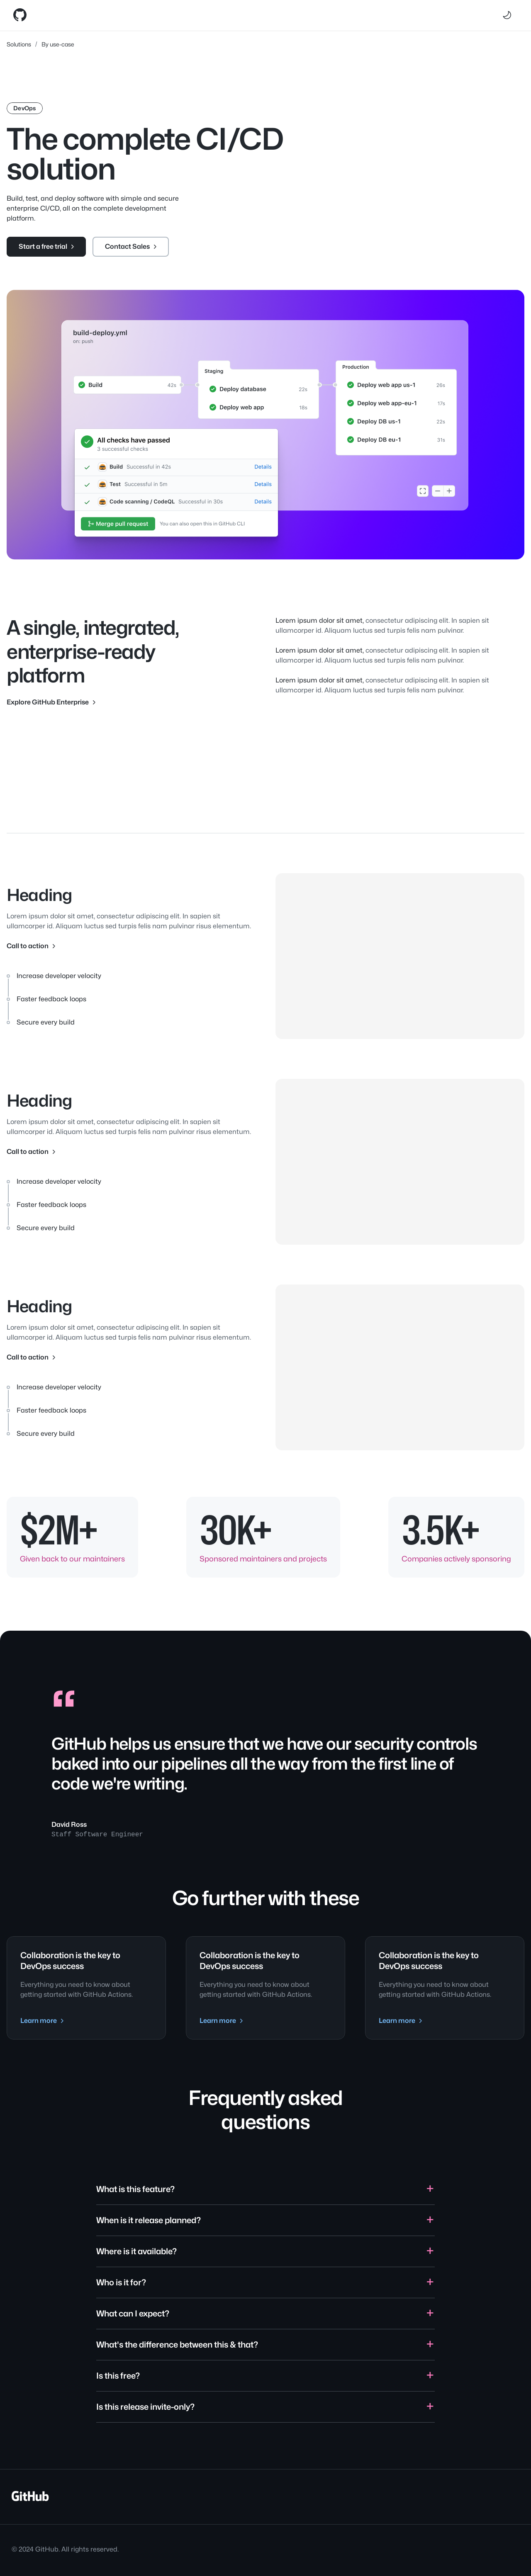 Solutions / By use-case
DevOps
The complete CI/CD
solution
Build, test, and deploy software with simple and secure
enterprise CI/CD, all on the complete development
platform.
Start a free trial
Contact Sales
build-deploy.yml
on: push
Build 42s
Staging
Deploy database 22s
Deploy web app 18s
Production
Deploy web app us-1 26s
Deploy web app-eu-1 17s
Deploy DB us-1 22s
Deploy DB eu-1 31s
All checks have passed
3 successful checks
Build Successful in 42s Details
Test Successful in 5m Details
Code scanning / CodeQL Successful in 30s Details
Merge pull request
You can also open this in GitHub CLI
A single, integrated,
enterprise-ready
platform
Explore GitHub Enterprise
Lorem ipsum dolor sit amet, consectetur adipiscing elit. In sapien sit
ullamcorper id. Aliquam luctus sed turpis felis nam pulvinar.
Lorem ipsum dolor sit amet, consectetur adipiscing elit. In sapien sit
ullamcorper id. Aliquam luctus sed turpis felis nam pulvinar.
Lorem ipsum dolor sit amet, consectetur adipiscing elit. In sapien sit
ullamcorper id. Aliquam luctus sed turpis felis nam pulvinar.
Heading
Lorem ipsum dolor sit amet, consectetur adipiscing elit. In sapien sit
ullamcorper id. Aliquam luctus sed turpis felis nam pulvinar risus elementum.
Call to action
Increase developer velocity
Faster feedback loops
Secure every build
Heading
Lorem ipsum dolor sit amet, consectetur adipiscing elit. In sapien sit
ullamcorper id. Aliquam luctus sed turpis felis nam pulvinar risus elementum.
Call to action
Increase developer velocity
Faster feedback loops
Secure every build
Heading
Lorem ipsum dolor sit amet, consectetur adipiscing elit. In sapien sit
ullamcorper id. Aliquam luctus sed turpis felis nam pulvinar risus elementum.
Call to action
Increase developer velocity
Faster feedback loops
Secure every build
$2M+
Given back to our maintainers
30K+
Sponsored maintainers and projects
3.5K+
Companies actively sponsoring
“
GitHub helps us ensure that we have our security controls
baked into our pipelines all the way from the first line of
code we're writing.
David Ross
Staff Software Engineer
Go further with these
Collaboration is the key to
DevOps success
Everything you need to know about
getting started with GitHub Actions.
Learn more
Collaboration is the key to
DevOps success
Everything you need to know about
getting started with GitHub Actions.
Learn more
Collaboration is the key to
DevOps success
Everything you need to know about
getting started with GitHub Actions.
Learn more
Frequently asked
questions
What is this feature?
When is it release planned?
Where is it available?
Who is it for?
What can I expect?
What's the difference between this & that?
Is this free?
Is this release invite-only?
GitHub
© 2024 GitHub. All rights reserved.